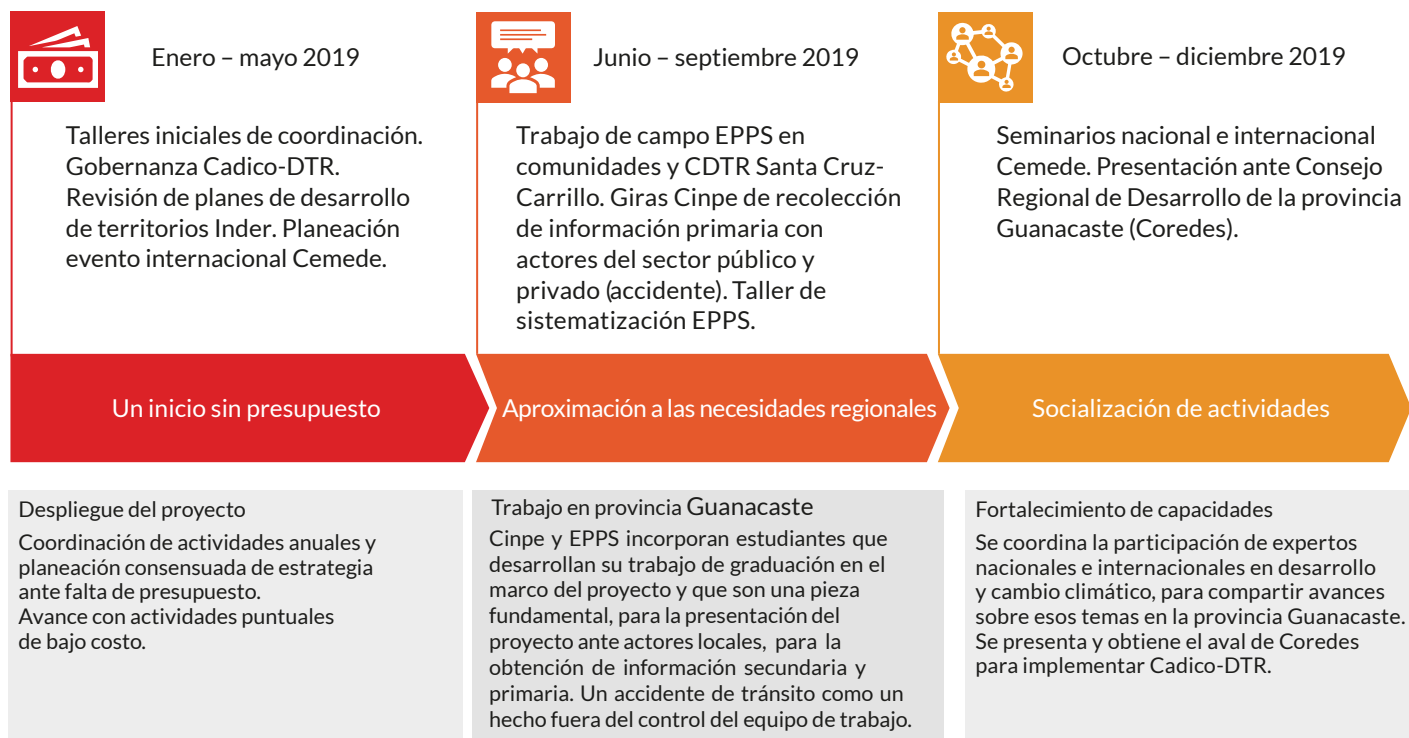 Enero – mayo 2019
Talleres iniciales de coordinación.
Gobernanza Cadico-DTR.
Revisión de planes de desarrollo
de territorios Inder. Planeación
evento internacional Cemede.
Junio – septiembre 2019
Trabajo de campo EPPS en
comunidades y CDTR Santa Cruz-
Carrillo. Giras Cinpe de recolección
de información primaria con
actores del sector público y
privado (accidente). Taller de
sistematización EPPS.
Octubre – diciembre 2019
Seminarios nacional e internacional
Cemede. Presentación ante Consejo
Regional de Desarrollo de la provincia
Guanacaste (Coredes).
Un inicio sin presupuesto
Aproximación a las necesidades regionales
Socialización de actividades
Despliegue del proyecto
Coordinación de actividades anuales y
planeación consensuada de estrategia
ante falta de presupuesto.
Avance con actividades puntuales
de bajo costo.
Trabajo en provincia Guanacaste
Cinpe y EPPS incorporan estudiantes que
desarrollan su trabajo de graduación en el
marco del proyecto y que son una pieza
fundamental, para la presentación del
proyecto ante actores locales, para la
obtención de información secundaria y
primaria. Un accidente de tránsito como un
hecho fuera del control del equipo de trabajo.
Fortalecimiento de capacidades
Se coordina la participación de expertos
nacionales e internacionales en desarrollo
y cambio climático, para compartir avances
sobre esos temas en la provincia Guanacaste.
Se presenta y obtiene el aval de Coredes
para implementar Cadico-DTR.